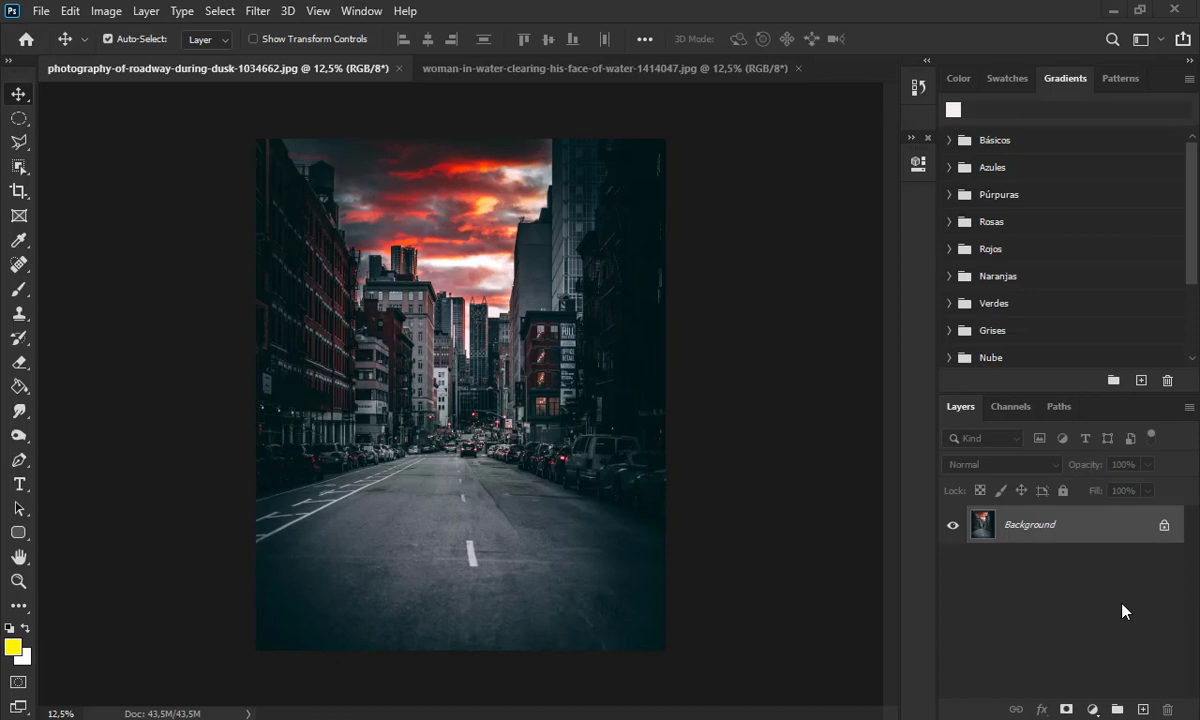 Ps File Edit Image Layer Type Select Filter 3D View Window Help
Auto-Select: Layer Show Transform Controls 3D Mode:
photography-of-roadway-during-dusk-1034662.jpg @ 12,5% (RGB/8*) × woman-in-water-clearing-his-face-of-water-1414047.jpg @ 12,5% (RGB/8*) ×
Color Swatches Gradients Patterns
Básicos
Azules
Púrpuras
Rosas
Rojos
Naranjas
Verdes
Grises
Nube
FULL
OFFICE
RETAIL
Layers Channels Paths
Kind
Normal Opacity: 100%
Lock: Fill: 100%
Background
fx
12,5% Doc: 43,5M/43,5M